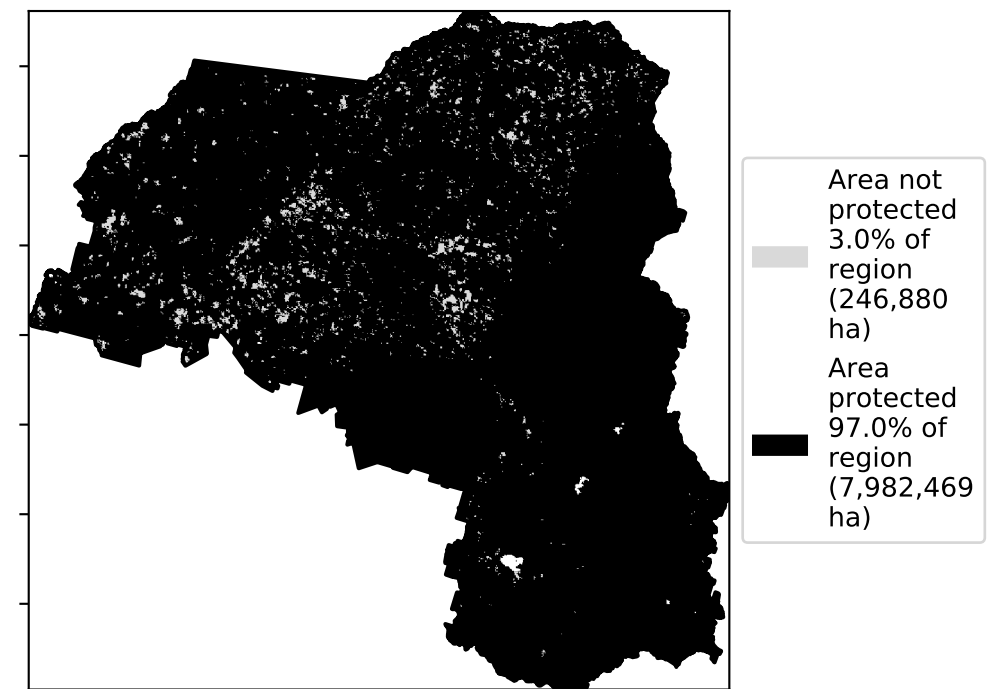 Area not
protected
3.0% of
region
(246,880
ha)
Area
protected
97.0% of
region
(7,982,469
ha)